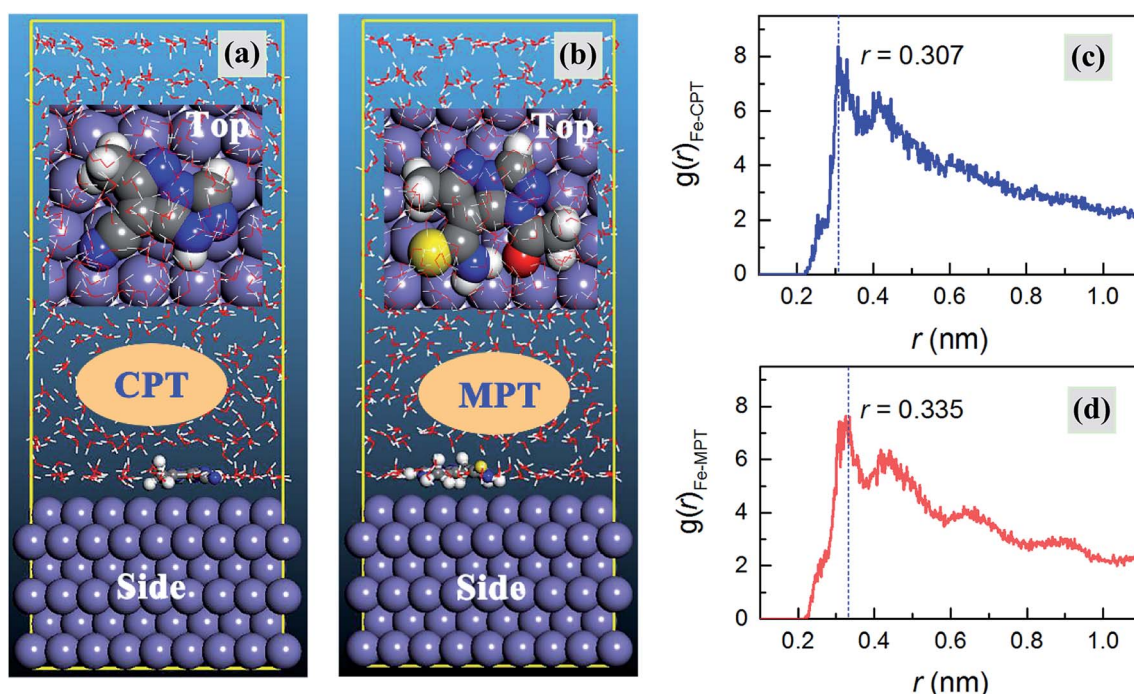 (a)
Top
CPT
Side.
(b)
Top
MPT
Side
(c)
r = 0.307
g(r)Fe-CPT
8
6
4
2
0
0.2 0.4 0.6 0.8 1.0
r (nm)
(d)
r = 0.335
g(r)Fe-MPT
8
6
4
2
0
0.2 0.4 0.6 0.8 1.0
r (nm)